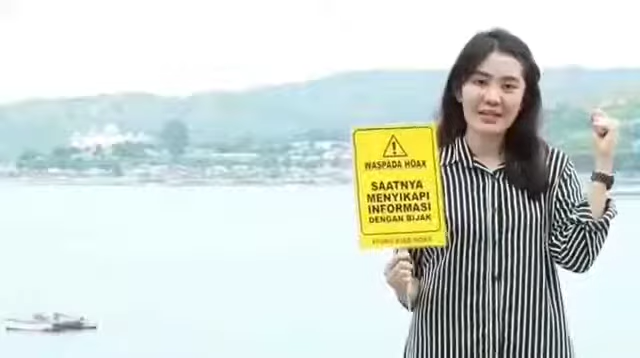 WASPADA HOAX
SAATNYA
MENYIKAPI
INFORMASI
DENGAN BIJAK